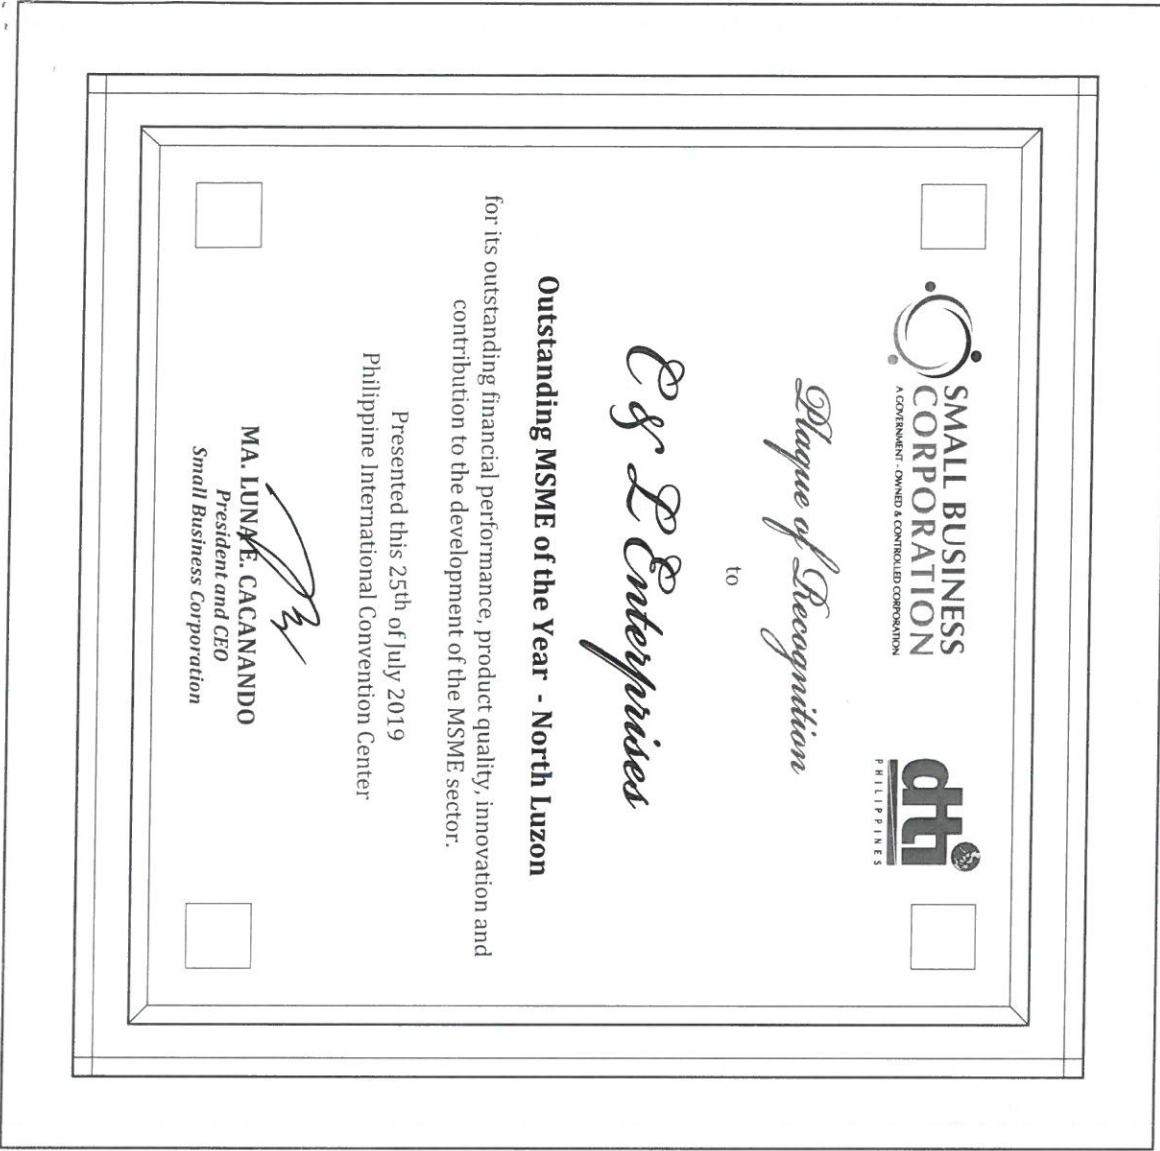 SMALL BUSINESS
CORPORATION
A GOVERNMENT - OWNED & CONTROLLED CORPORATION
dti
PHILIPPINES
Plaque of Recognition
to
C & L Enterprises
Outstanding MSME of the Year - North Luzon
for its outstanding financial performance, product quality, innovation and
contribution to the development of the MSME sector.
Presented this 25th of July 2019
Philippine International Convention Center
MA. LUNA E. CACANANDO
President and CEO
Small Business Corporation